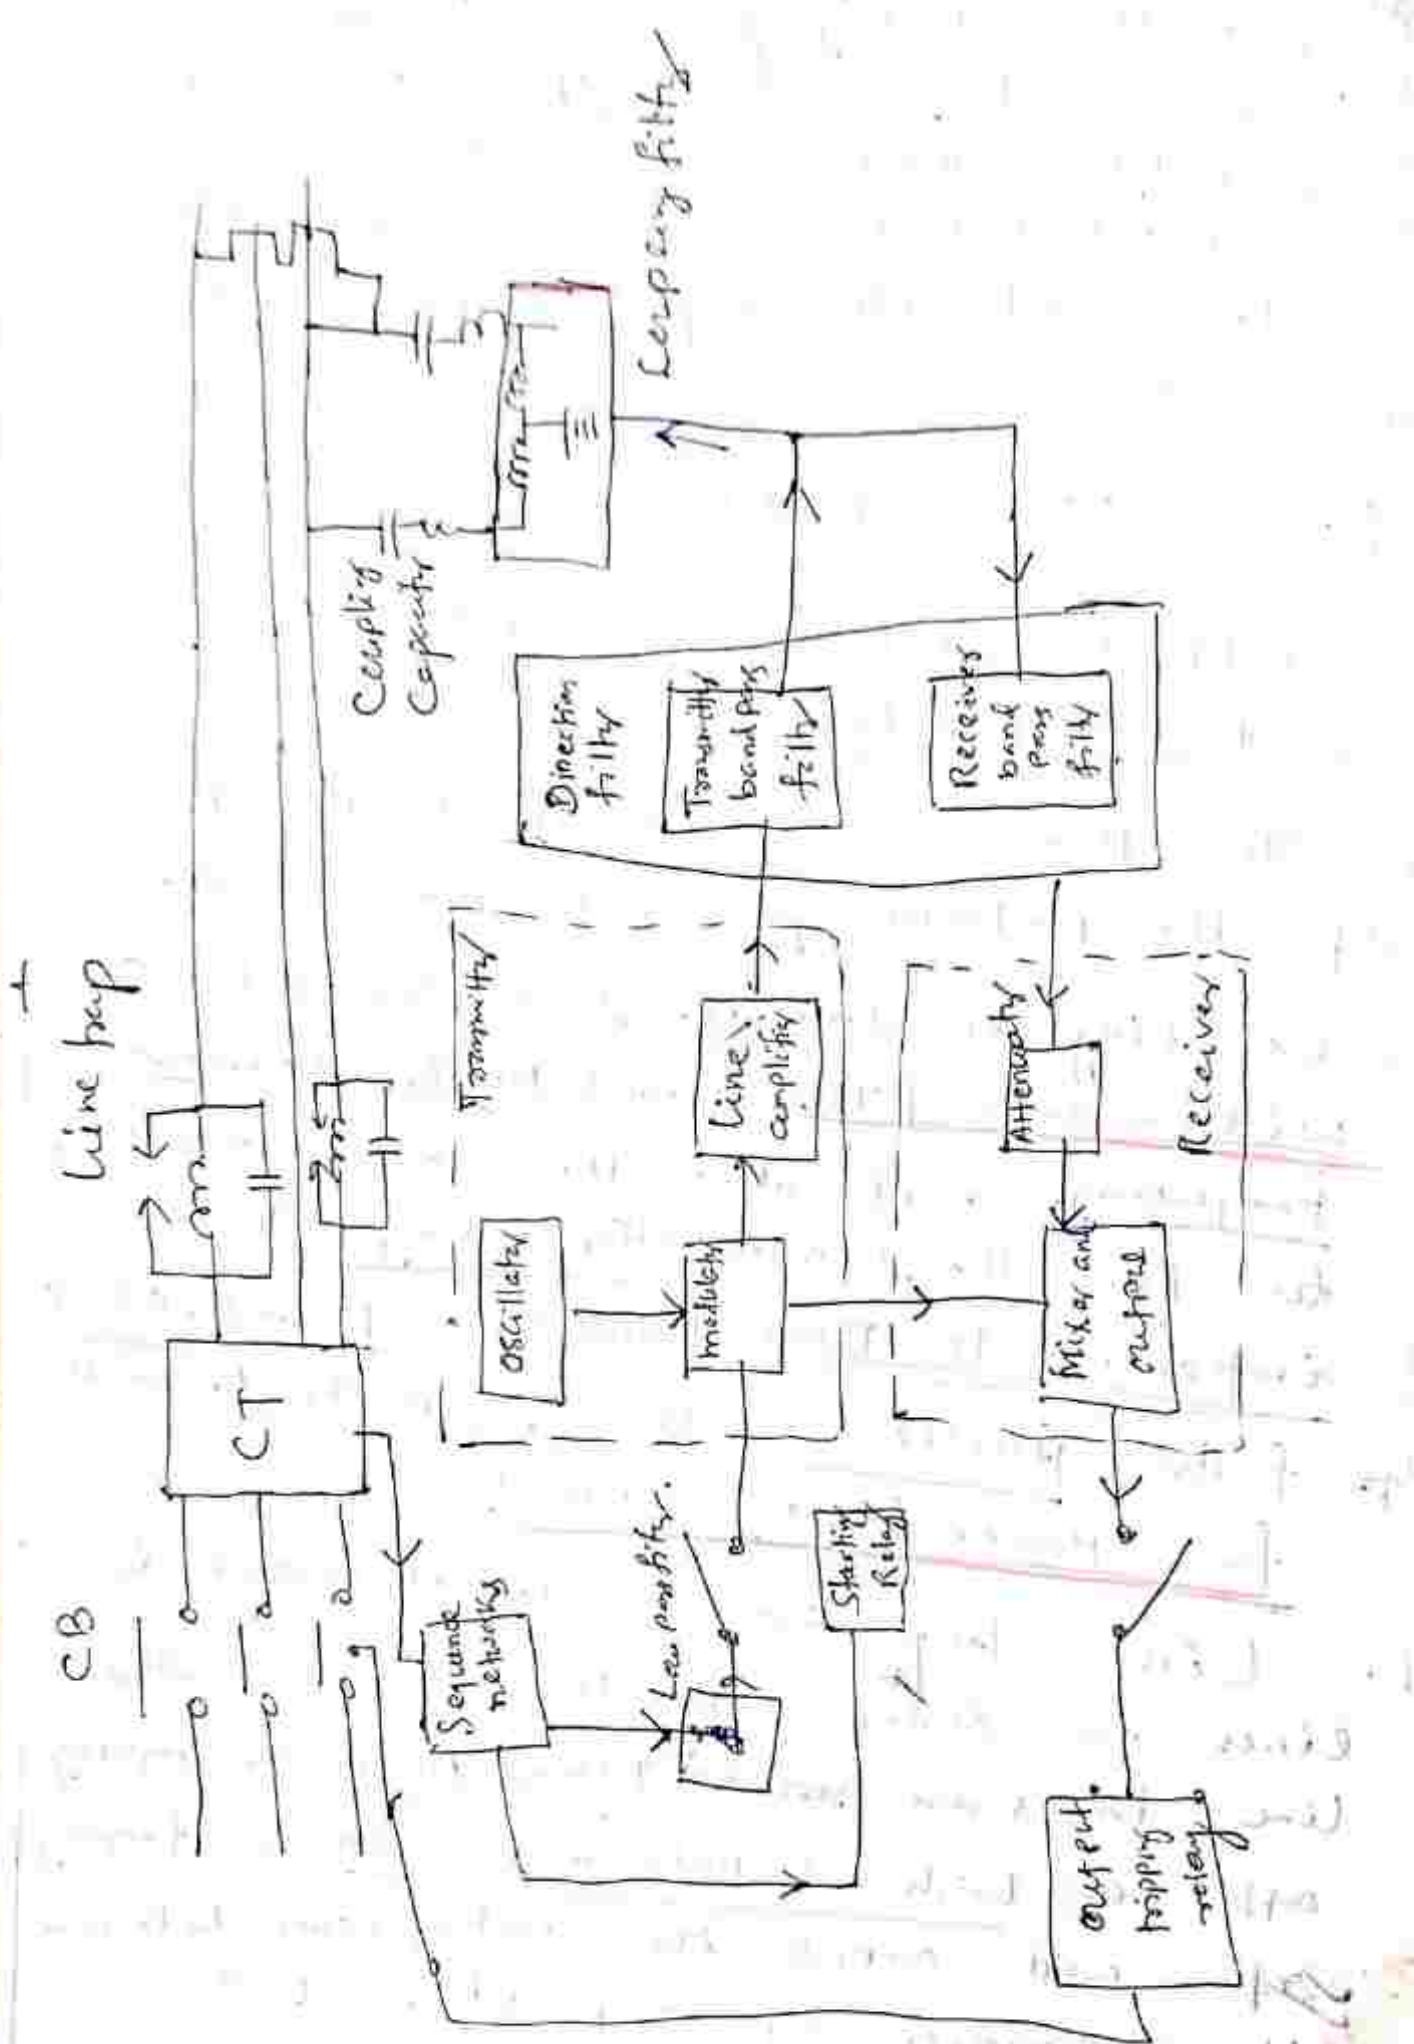 CB
Line trap
CT
Coupling
Capacitor
Coupling filter
Sequence
networks
Low pass filter.
Oscillator
Transmitter
Direction
filter
modulator
Line
amplifier
Transmitter
band pass
filter
Starting
Relay
Receiver
band
pass
filter
Attenuator
Mixer and
output
Receiver
output
tripping
relay
Line